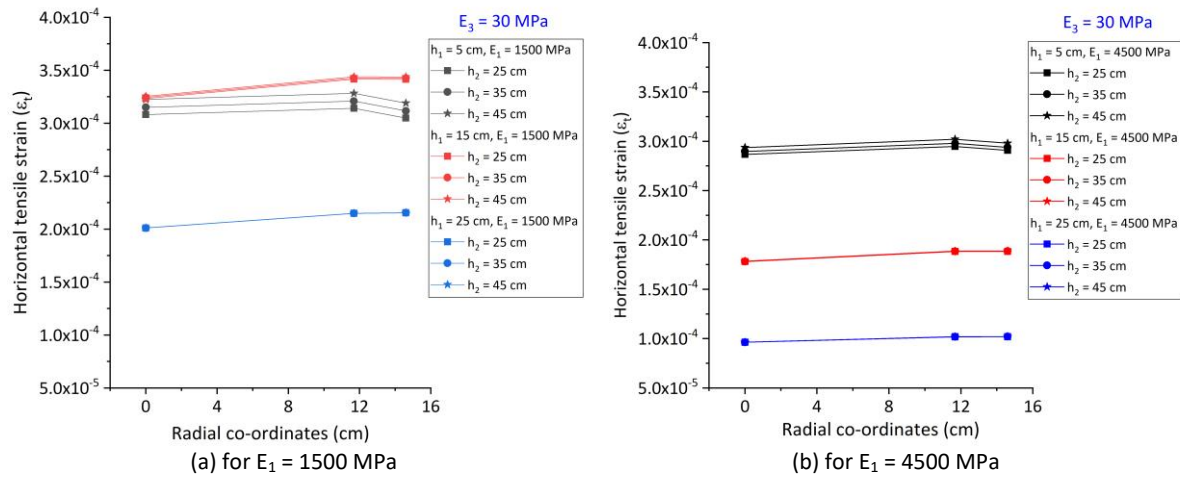 E₃ = 30 MPa
4.0x10⁻⁴
3.5x10⁻⁴
3.0x10⁻⁴
2.5x10⁻⁴
2.0x10⁻⁴
1.5x10⁻⁴
1.0x10⁻⁴
5.0x10⁻⁵
Horizontal tensile strain (εₜ)
0 4 8 12 16
Radial co-ordinates (cm)
h₁ = 5 cm, E₁ = 1500 MPa
h₂ = 25 cm
h₂ = 35 cm
h₂ = 45 cm
h₁ = 15 cm, E₁ = 1500 MPa
h₂ = 25 cm
h₂ = 35 cm
h₂ = 45 cm
h₁ = 25 cm, E₁ = 1500 MPa
h₂ = 25 cm
h₂ = 35 cm
h₂ = 45 cm
(a) for E₁ = 1500 MPa
E₃ = 30 MPa
4.0x10⁻⁴
3.5x10⁻⁴
3.0x10⁻⁴
2.5x10⁻⁴
2.0x10⁻⁴
1.5x10⁻⁴
1.0x10⁻⁴
5.0x10⁻⁵
Horizontal tensile strain (εₜ)
0 4 8 12 16
Radial co-ordinates (cm)
h₁ = 5 cm, E₁ = 4500 MPa
h₂ = 25 cm
h₂ = 35 cm
h₂ = 45 cm
h₁ = 15 cm, E₁ = 4500 MPa
h₂ = 25 cm
h₂ = 35 cm
h₂ = 45 cm
h₁ = 25 cm, E₁ = 4500 MPa
h₂ = 25 cm
h₂ = 35 cm
h₂ = 45 cm
(b) for E₁ = 4500 MPa